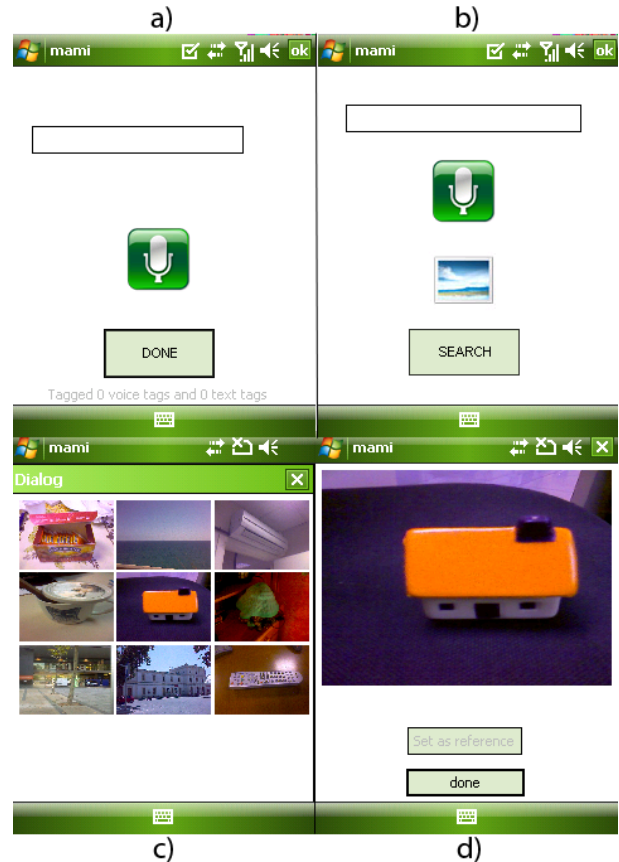 a)
b)
mami
ok
mami
ok
DONE
SEARCH
Tagged 0 voice tags and 0 text tags
mami
mami
Dialog
Set as reference
done
c)
d)